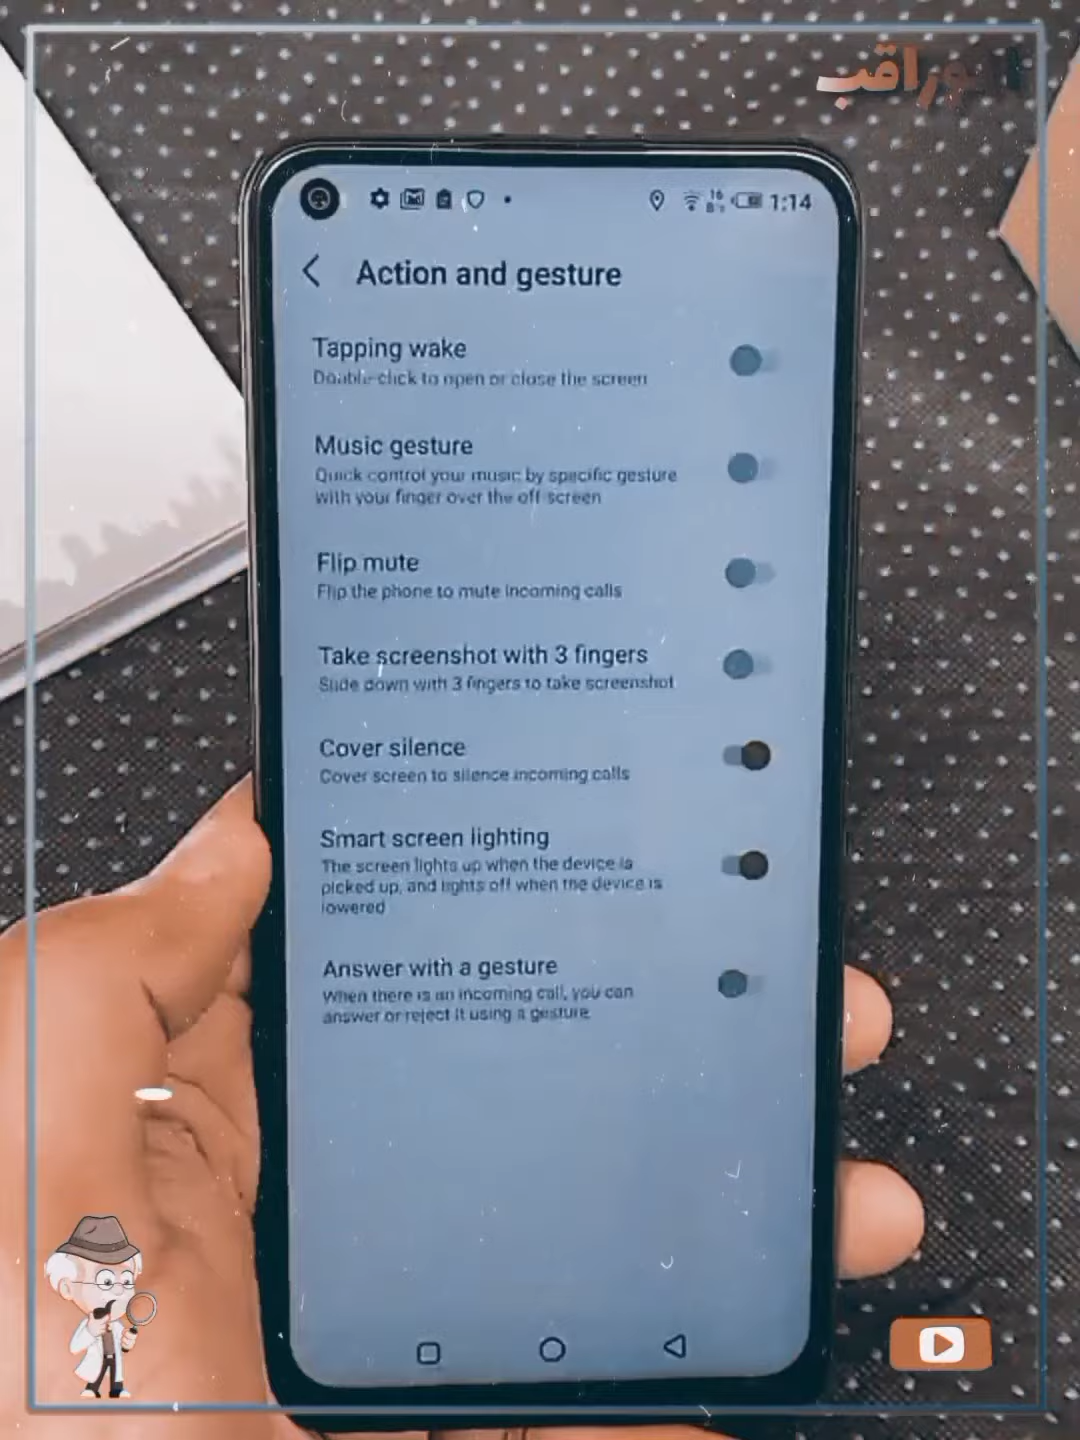 1:14
Action and gesture
Tapping wake
Double-click to open or close the screen
Music gesture
Quick control your music by specific gesture
with your finger over the off screen
Flip mute
Flip the phone to mute incoming calls
Take screenshot with 3 fingers
Slide down with 3 fingers to take screenshot
Cover silence
Cover screen to silence incoming calls
Smart screen lighting
The screen lights up when the device is
picked up, and lights off when the device is
lowered
Answer with a gesture
When there is an incoming call, you can
answer or reject it using a gesture